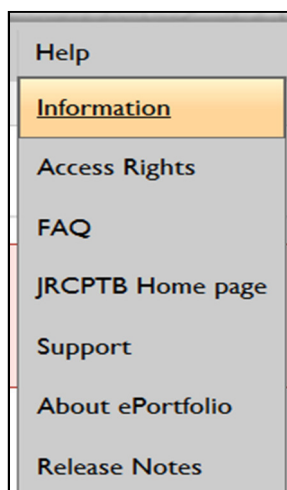 Help
Information
Access Rights
FAQ
JRCPTB Home page
Support
About ePortfolio
Release Notes